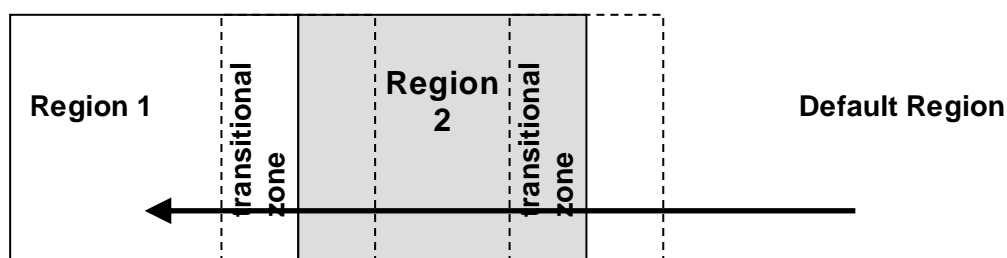 Region 1
transitional
zone
Region
2
transitional
zone
Default Region